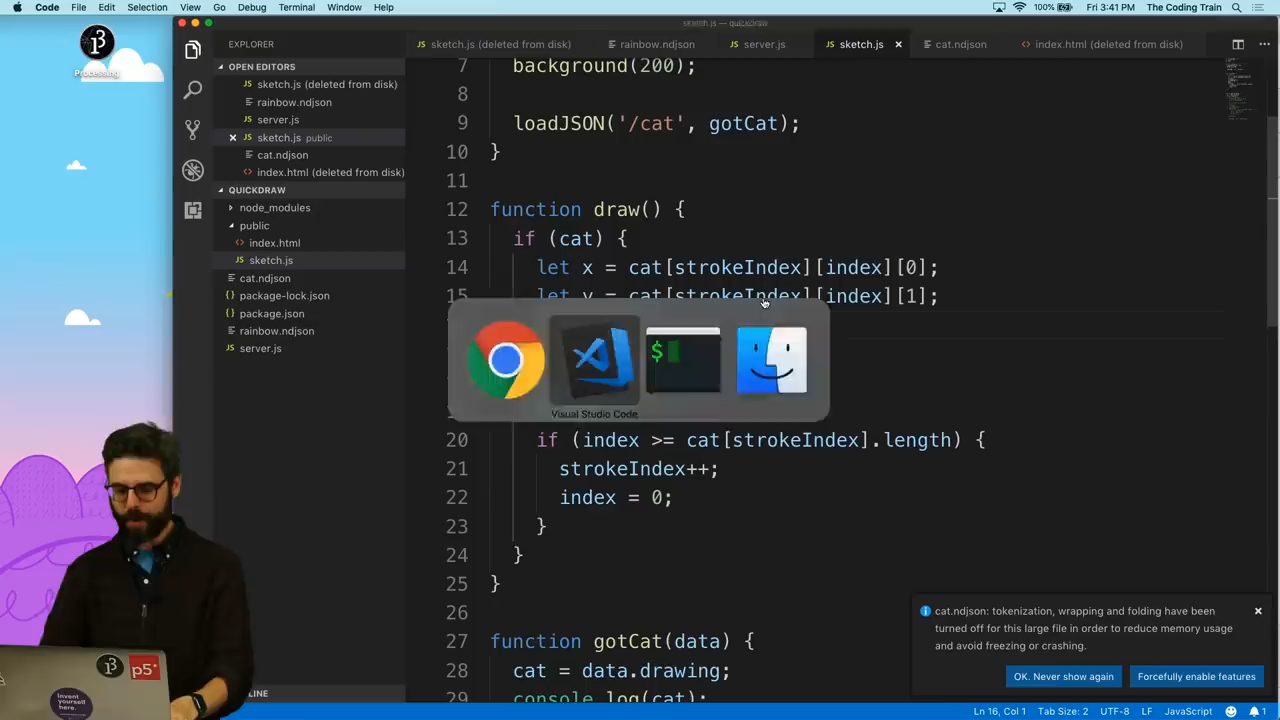 Code File Edit Selection View Go Debug Terminal Window Help 100% Fri 3:41 PM The Coding Train
sketch.js — quickdraw
Processing
EXPLORER
OPEN EDITORS
sketch.js (deleted from disk)
rainbow.ndjson
server.js
sketch.js public
cat.ndjson
index.html (deleted from disk)
QUICKDRAW
node_modules
public
index.html
sketch.js
cat.ndjson
package-lock.json
package.json
rainbow.ndjson
server.js
sketch.js (deleted from disk) rainbow.ndjson server.js sketch.js cat.ndjson index.html (deleted from disk)
7 background(200);
8
9 loadJSON('/cat', gotCat);
10 }
11
12 function draw() {
13 if (cat) {
14 let x = cat[strokeIndex][index][0];
15 let y = cat[strokeIndex][index][1];
Visual Studio Code
20 if (index >= cat[strokeIndex].length) {
21 strokeIndex++;
22 index = 0;
23 }
24 }
25 }
26
27 function gotCat(data) {
28 cat = data.drawing;
29 console.log(cat);
cat.ndjson: tokenization, wrapping and folding have been
turned off for this large file in order to reduce memory usage
and avoid freezing or crashing.
OK. Never show again Forcefully enable features
LINE
Ln 16, Col 1 Tab Size: 2 UTF-8 LF JavaScript 1
p5*
Invent
yourself
here.